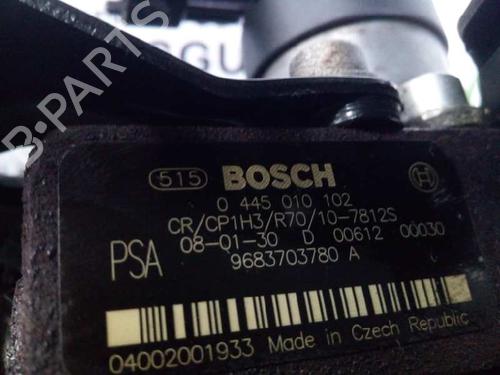 515 BOSCH
0 445 010 102
CR/CP1H3/R70/10-7812S
08-01-30 D 00612 00030
PSA 9683703780 A
04002001933 Made in Czech Republic
B-PARTS